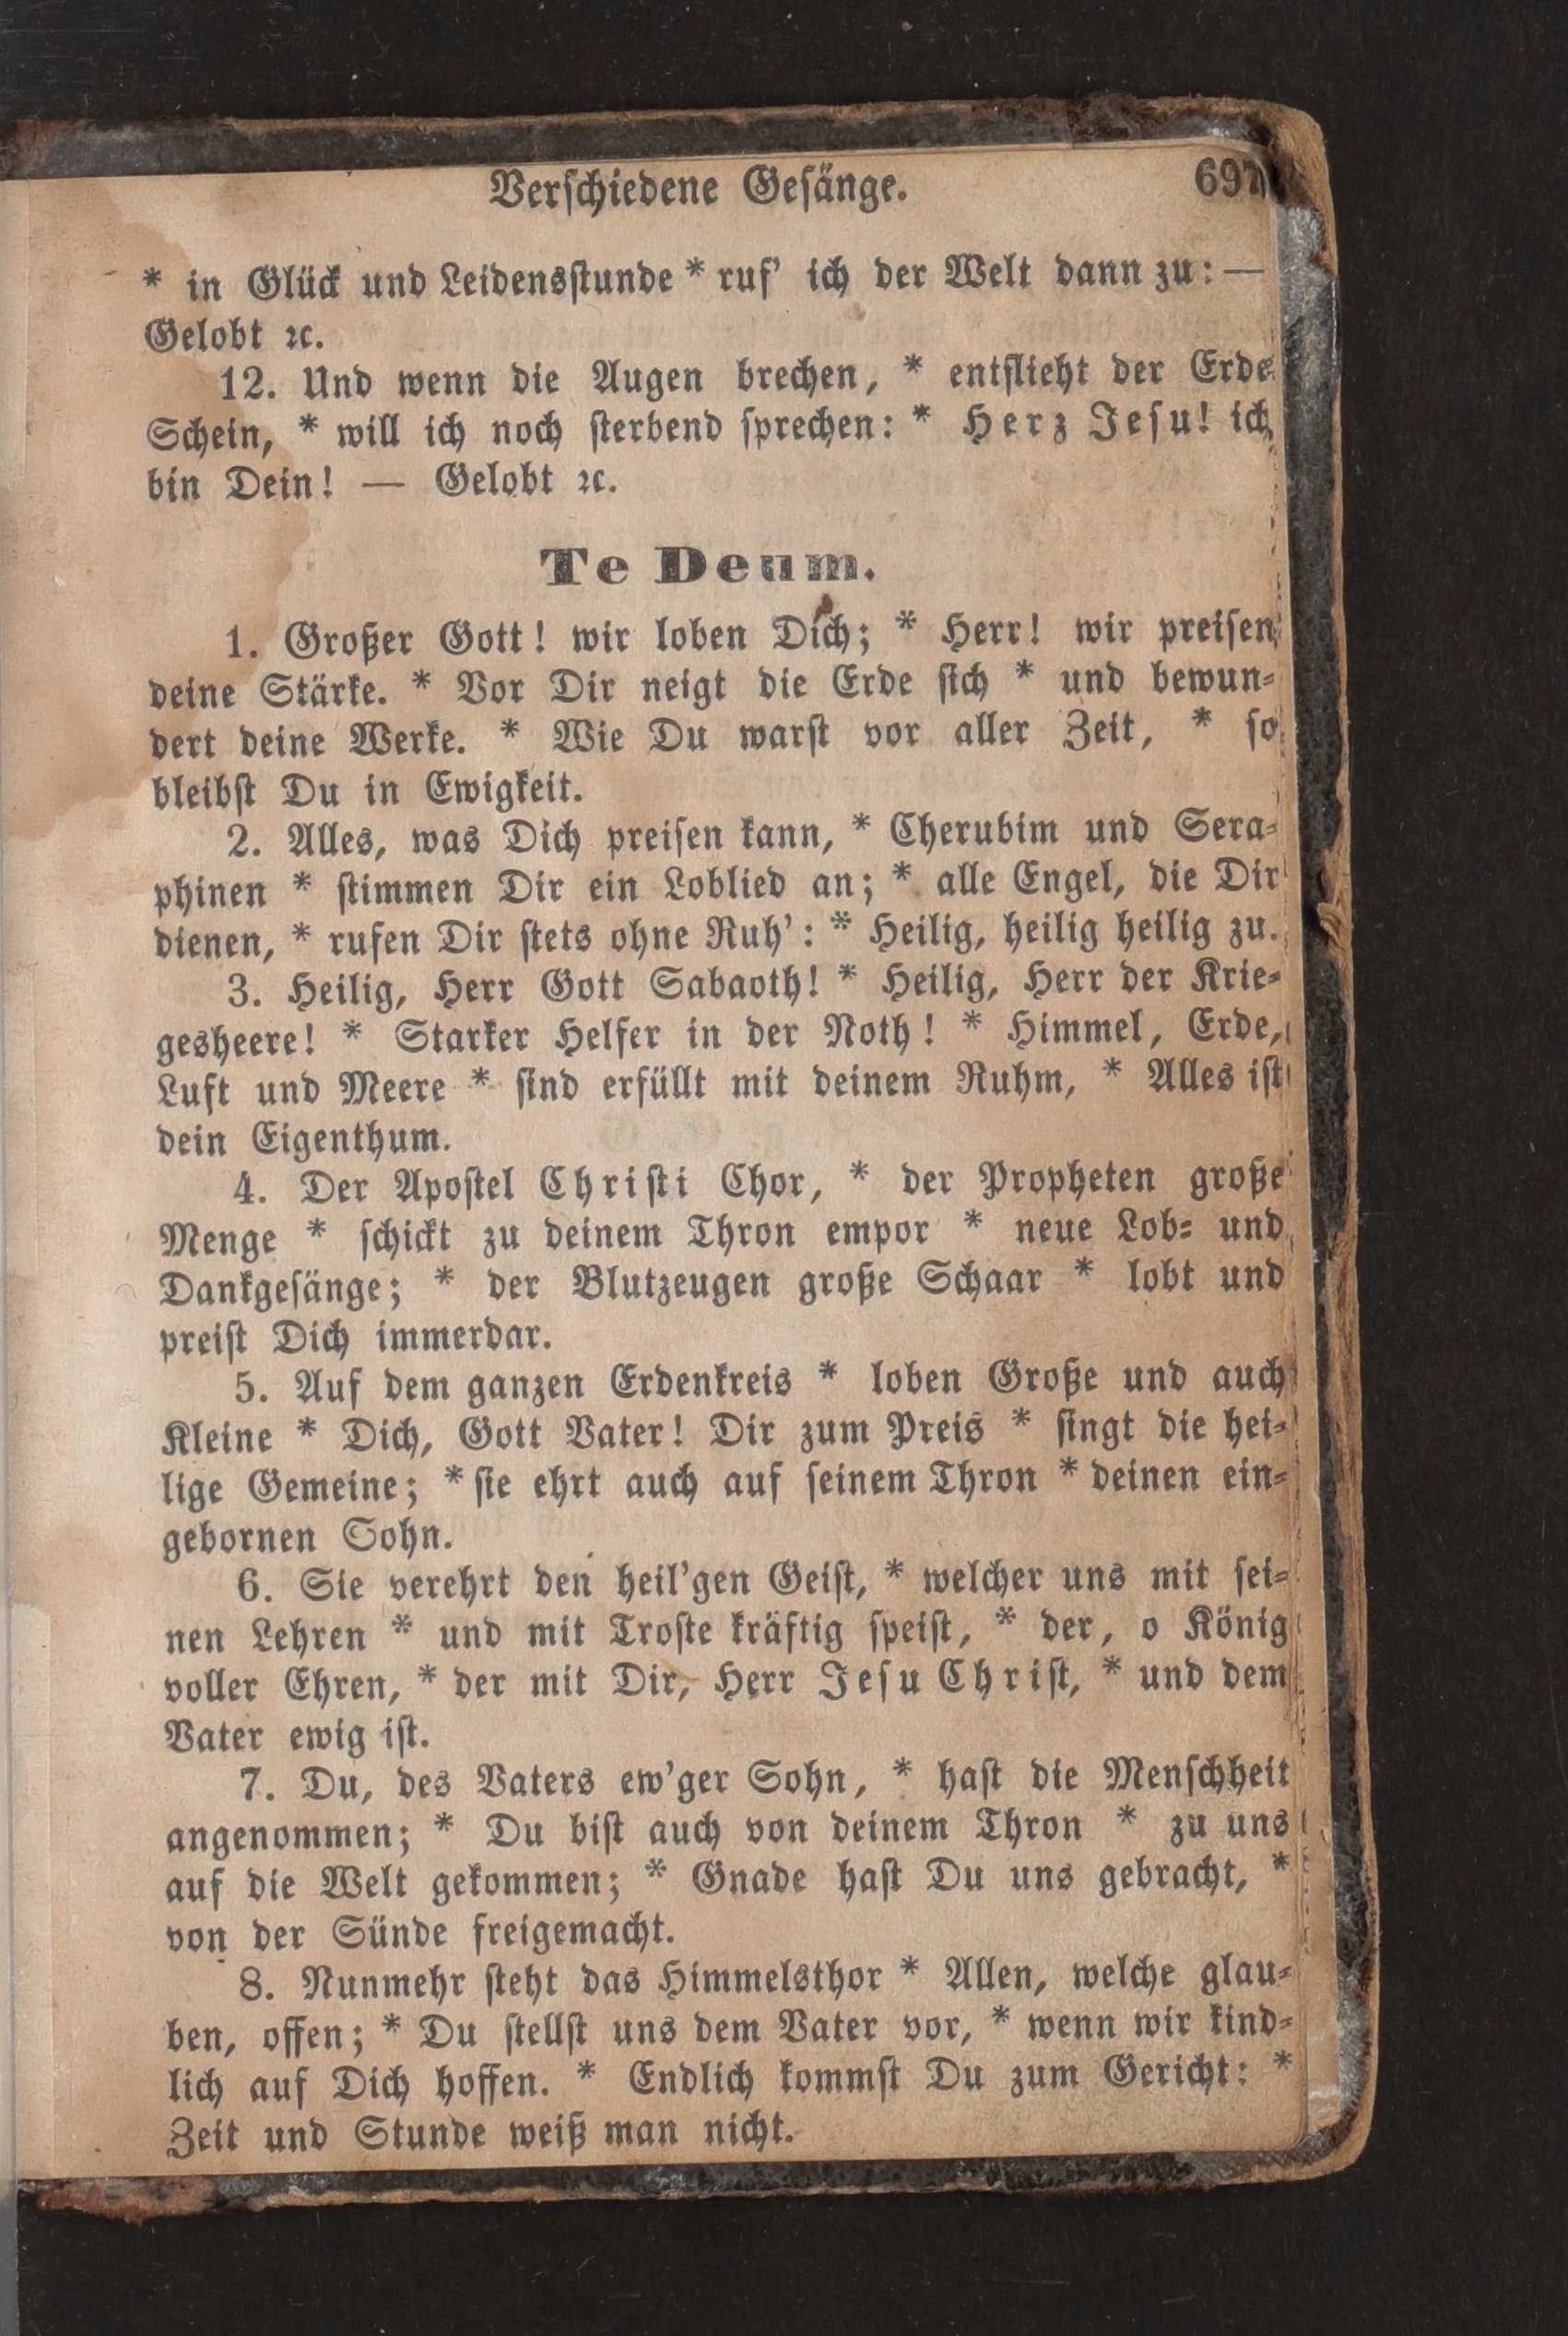 Verschiedene Gesänge. 697
* in Glück und Leidensstunde * ruf' ich der Welt dann zu: —
Gelobt ꝛc.
12. Und wenn die Augen brechen, * entflieht der Erde
Schein, * will ich noch sterbend sprechen: * Herz Jesu! ich
bin Dein! — Gelobt ꝛc.
Te Deum.
1. Großer Gott! wir loben Dich; * Herr! wir preisen
deine Stärke. * Vor Dir neigt die Erde sich * und bewun-
dert deine Werke. * Wie Du warst vor aller Zeit, * so
bleibst Du in Ewigkeit.
2. Alles, was Dich preisen kann, * Cherubim und Sera-
phinen * stimmen Dir ein Loblied an; * alle Engel, die Dir
dienen, * rufen Dir stets ohne Ruh': * Heilig, heilig heilig zu.
3. Heilig, Herr Gott Sabaoth! * Heilig, Herr der Krie-
gesheere! * Starker Helfer in der Noth! * Himmel, Erde,
Luft und Meere * sind erfüllt mit deinem Ruhm, * Alles ist
dein Eigenthum.
4. Der Apostel Christi Chor, * der Propheten große
Menge * schickt zu deinem Thron empor * neue Lob- und
Dankgesänge; * der Blutzeugen große Schaar * lobt und
preist Dich immerdar.
5. Auf dem ganzen Erdenkreis * loben Große und auch
Kleine * Dich, Gott Vater! Dir zum Preis * singt die hei-
lige Gemeine; * sie ehrt auch auf seinem Thron * deinen ein-
gebornen Sohn.
6. Sie verehrt den heil'gen Geist, * welcher uns mit sei-
nen Lehren * und mit Troste kräftig speist, * der, o König
voller Ehren, * der mit Dir, Herr Jesu Christ, * und dem
Vater ewig ist.
7. Du, des Vaters ew'ger Sohn, * hast die Menschheit
angenommen; * Du bist auch von deinem Thron * zu uns
auf die Welt gekommen; * Gnade hast Du uns gebracht, *
von der Sünde freigemacht.
8. Nunmehr steht das Himmelsthor * Allen, welche glau-
ben, offen; * Du stellst uns dem Vater vor, * wenn wir kind-
lich auf Dich hoffen. * Endlich kommst Du zum Gericht: *
Zeit und Stunde weiß man nicht.